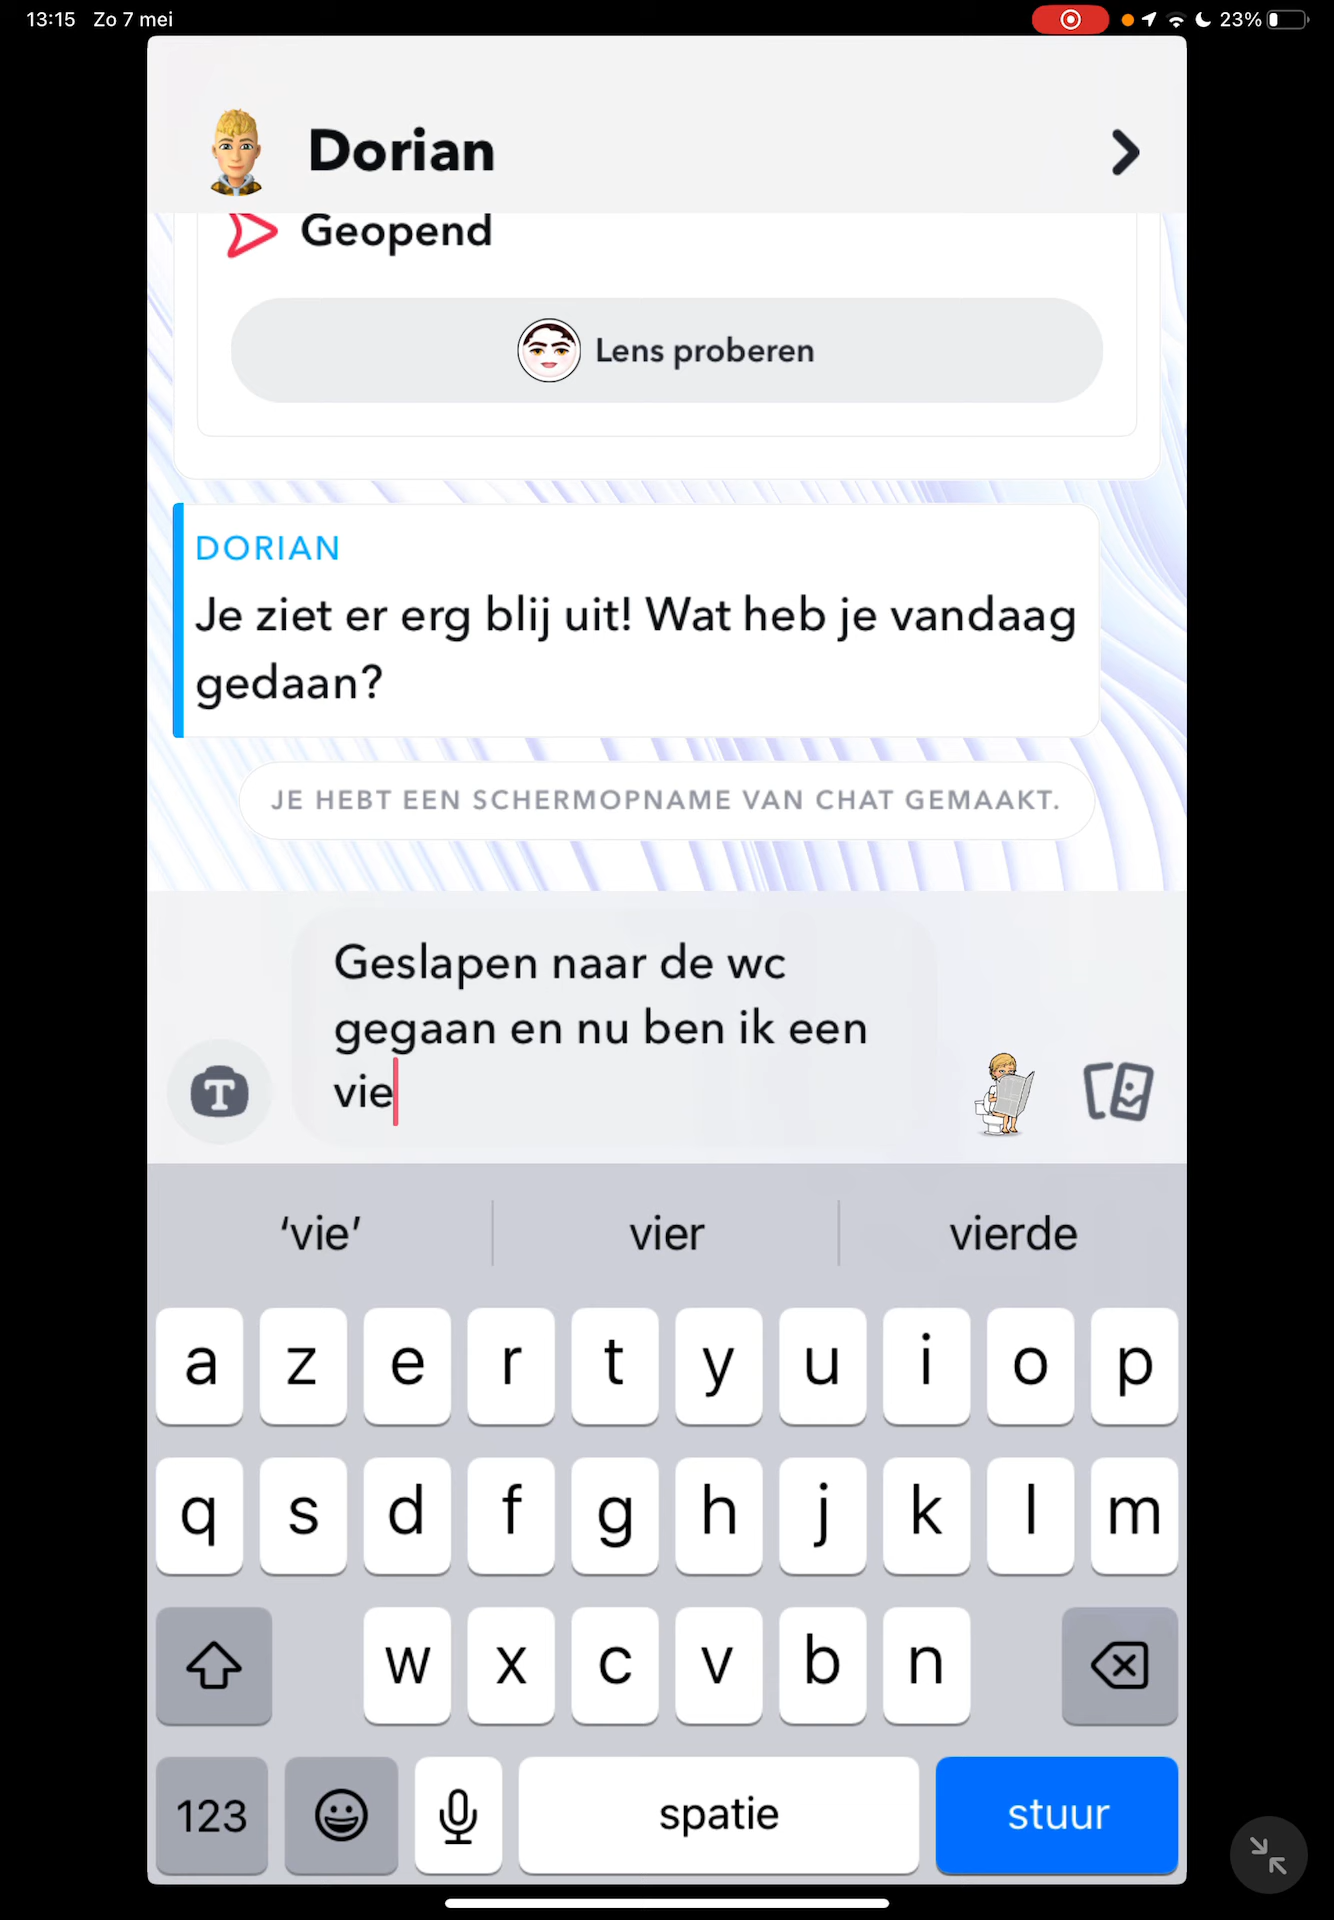 13:15 Zo 7 mei 23%
Dorian
Geopend
Lens proberen
DORIAN
Je ziet er erg blij uit! Wat heb je vandaag
gedaan?
JE HEBT EEN SCHERMOPNAME VAN CHAT GEMAAKT.
Geslapen naar de wc
gegaan en nu ben ik een
vie
T
‘vie’ vier vierde
a z e r t y u i o p
q s d f g h j k l m
w x c v b n
123 spatie stuur